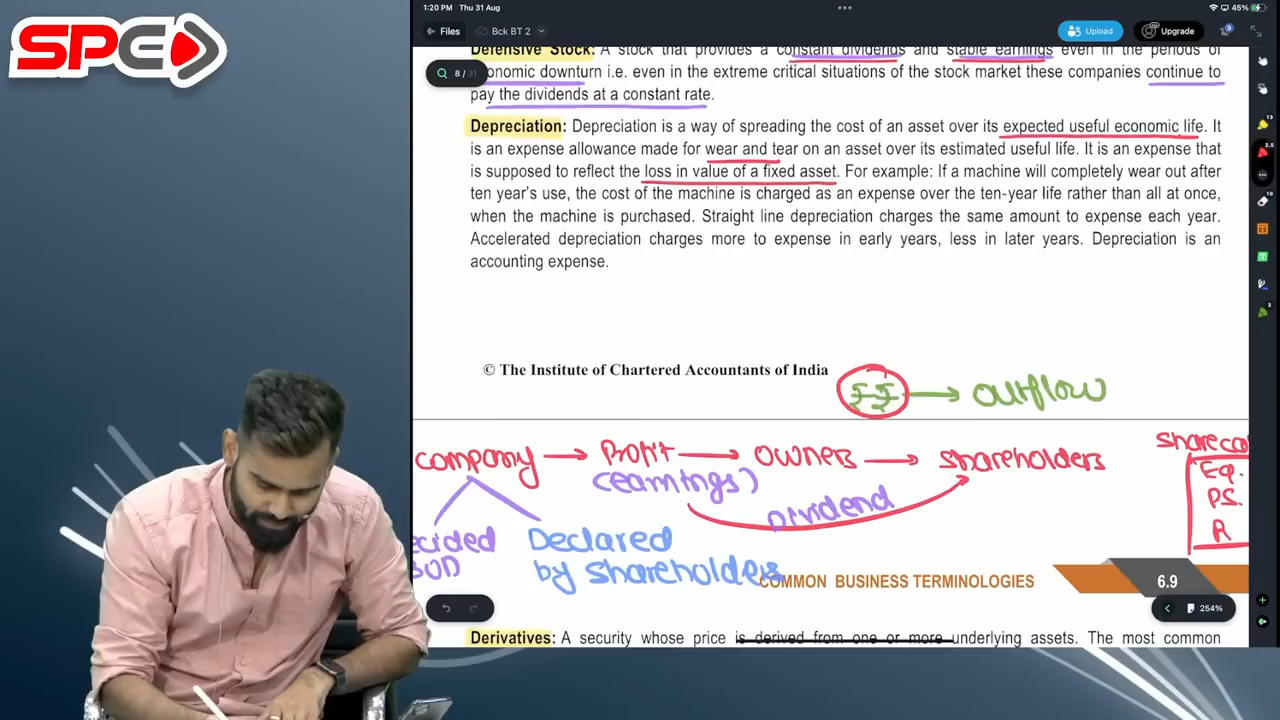 SPC
1:20 PM Thu 31 Aug
45%
Files
Bck BT 2
Upload
Upgrade
Defensive Stock: A stock that provides a constant dividends and stable earnings even in the periods of
8 / 31
onomic downturn i.e. even in the extreme critical situations of the stock market these companies continue to
pay the dividends at a constant rate.
Depreciation: Depreciation is a way of spreading the cost of an asset over its expected useful economic life. It
is an expense allowance made for wear and tear on an asset over its estimated useful life. It is an expense that
is supposed to reflect the loss in value of a fixed asset. For example: If a machine will completely wear out after
ten year's use, the cost of the machine is charged as an expense over the ten-year life rather than all at once,
when the machine is purchased. Straight line depreciation charges the same amount to expense each year.
Accelerated depreciation charges more to expense in early years, less in later years. Depreciation is an
accounting expense.
© The Institute of Chartered Accountants of India
₹₹ → outflow
company → Profit → owners → shareholders
(earnings)
Dividend
Eq.
PS.
R
ecided
Declared
BOD
by shareholders
COMMON BUSINESS TERMINOLOGIES
6.9
254%
Derivatives: A security whose price is derived from one or more underlying assets. The most common